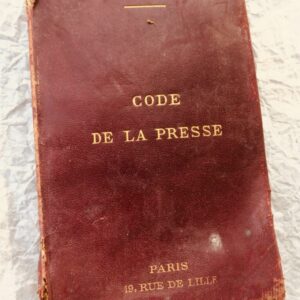 CODE
DE LA PRESSE
PARIS
19, RUE DE LILLE